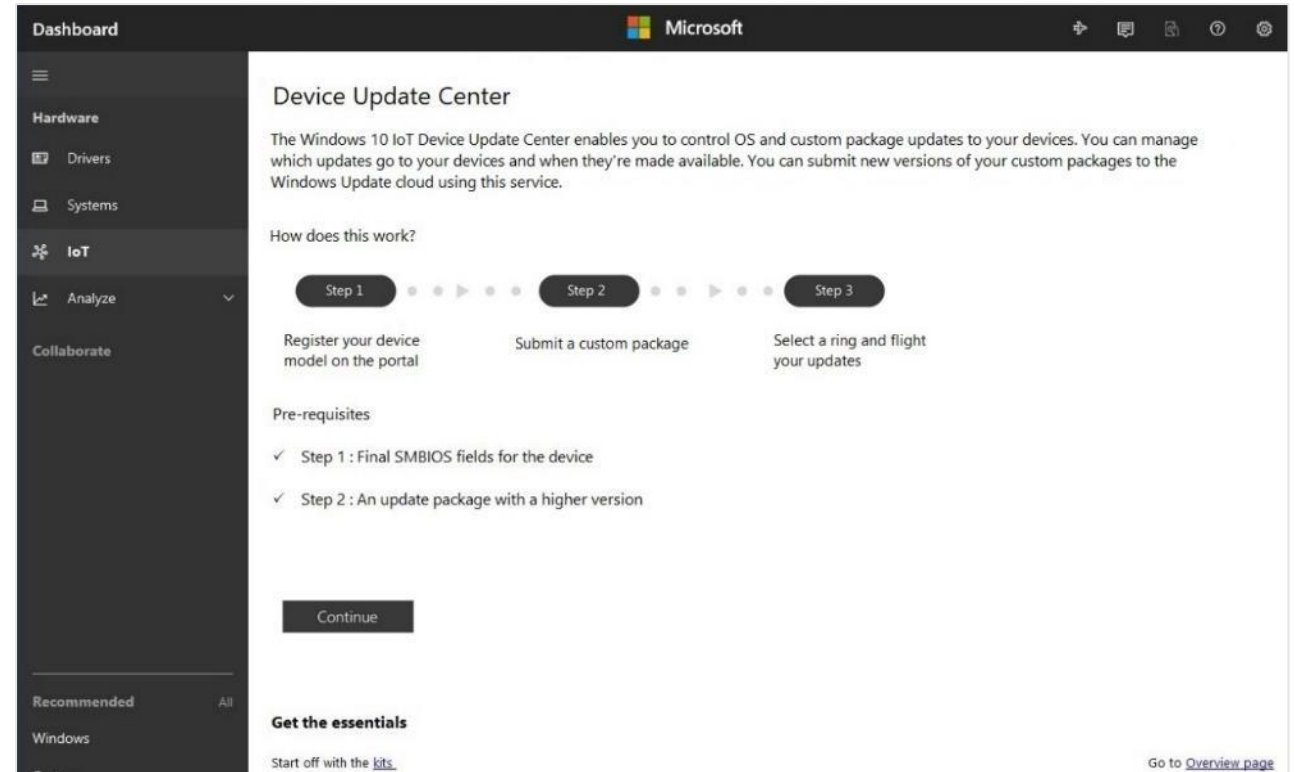 Dashboard
Microsoft
Hardware
Drivers
Systems
IoT
Analyze
Collaborate
Recommended All
Windows
Device Update Center
The Windows 10 IoT Device Update Center enables you to control OS and custom package updates to your devices. You can manage
which updates go to your devices and when they're made available. You can submit new versions of your custom packages to the
Windows Update cloud using this service.
How does this work?
Step 1 Step 2 Step 3
Register your device
model on the portal
Submit a custom package
Select a ring and flight
your updates
Pre-requisites
Step 1 : Final SMBIOS fields for the device
Step 2 : An update package with a higher version
Continue
Get the essentials
Start off with the kits
Go to Overview page